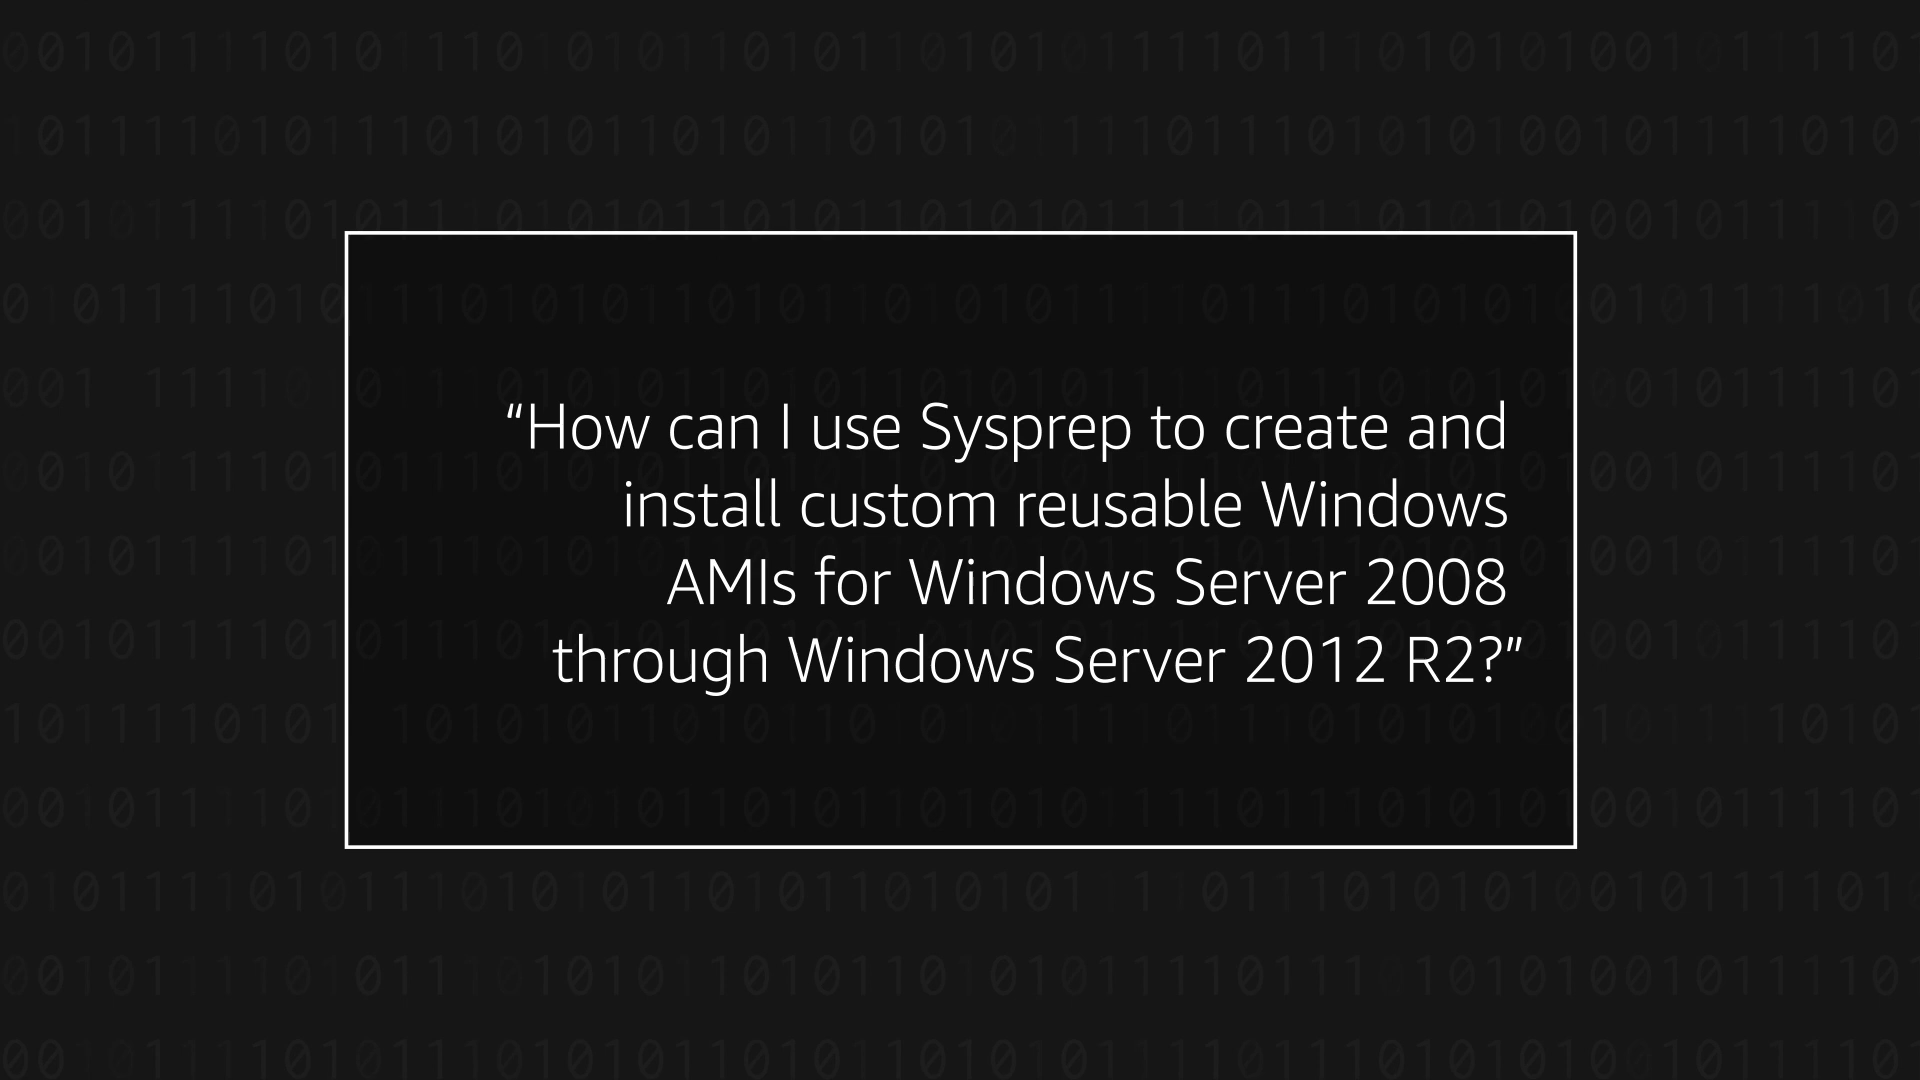 “How can I use Sysprep to create and
install custom reusable Windows
AMIs for Windows Server 2008
through Windows Server 2012 R2?”